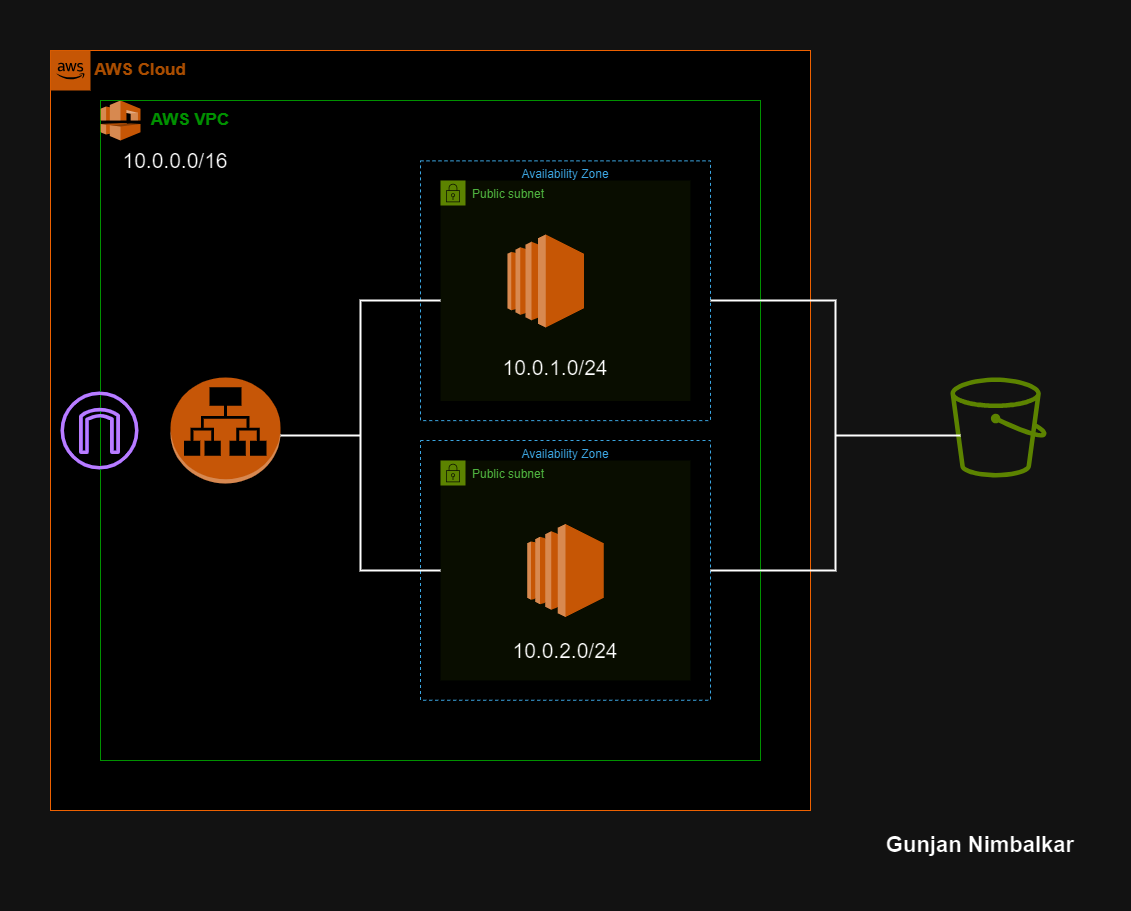 aws
AWS Cloud
AWS VPC
10.0.0.0/16
Availability Zone
Public subnet
10.0.1.0/24
Availability Zone
Public subnet
10.0.2.0/24
Gunjan Nimbalkar